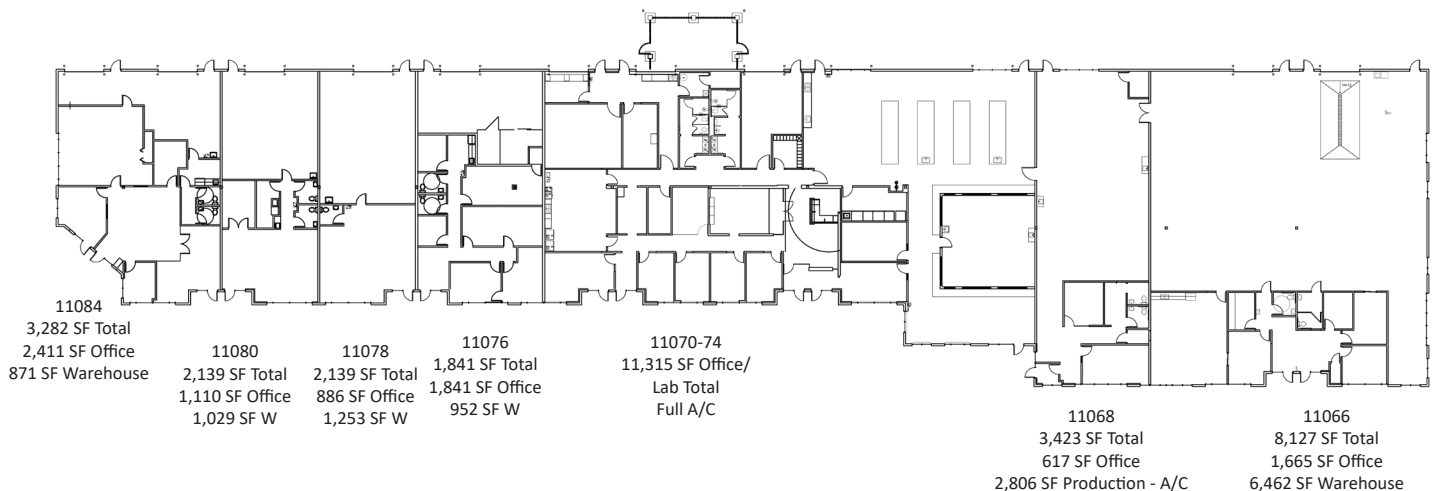 11084
3,282 SF Total
2,411 SF Office
871 SF Warehouse
11080
2,139 SF Total
1,110 SF Office
1,029 SF W
11078
2,139 SF Total
886 SF Office
1,253 SF W
11076
1,841 SF Total
1,841 SF Office
952 SF W
11070-74
11,315 SF Office/
Lab Total
Full A/C
11068
3,423 SF Total
617 SF Office
2,806 SF Production - A/C
11066
8,127 SF Total
1,665 SF Office
6,462 SF Warehouse